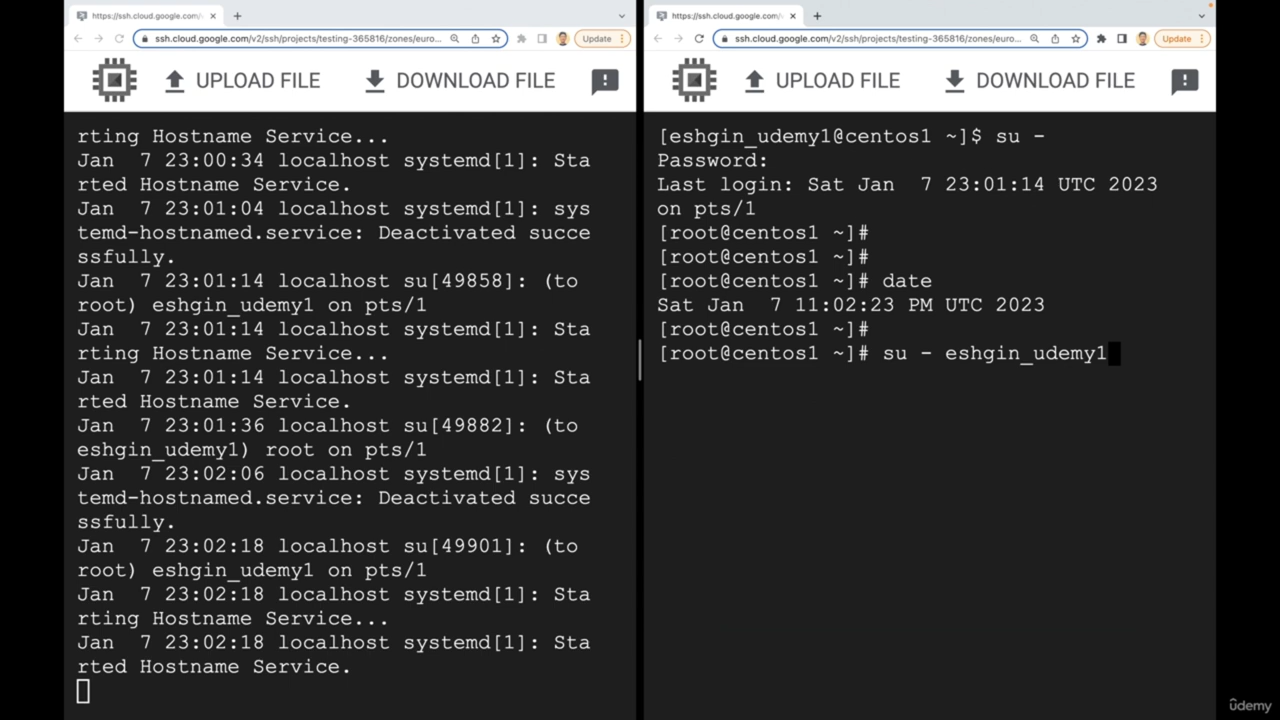 https://ssh.cloud.google.com/
ssh.cloud.google.com/v2/ssh/projects/testing-365816/zones/euro...
Update
UPLOAD FILE
DOWNLOAD FILE
rting Hostname Service...
Jan  7 23:00:34 localhost systemd[1]: Sta
rted Hostname Service.
Jan  7 23:01:04 localhost systemd[1]: sys
temd-hostnamed.service: Deactivated succe
ssfully.
Jan  7 23:01:14 localhost su[49858]: (to
root) eshgin_udemy1 on pts/1
Jan  7 23:01:14 localhost systemd[1]: Sta
rting Hostname Service...
Jan  7 23:01:14 localhost systemd[1]: Sta
rted Hostname Service.
Jan  7 23:01:36 localhost su[49882]: (to
eshgin_udemy1) root on pts/1
Jan  7 23:02:06 localhost systemd[1]: sys
temd-hostnamed.service: Deactivated succe
ssfully.
Jan  7 23:02:18 localhost su[49901]: (to
root) eshgin_udemy1 on pts/1
Jan  7 23:02:18 localhost systemd[1]: Sta
rting Hostname Service...
Jan  7 23:02:18 localhost systemd[1]: Sta
rted Hostname Service.
https://ssh.cloud.google.com/
ssh.cloud.google.com/v2/ssh/projects/testing-365816/zones/euro...
Update
UPLOAD FILE
DOWNLOAD FILE
[eshgin_udemy1@centos1 ~]$ su -
Password:
Last login: Sat Jan  7 23:01:14 UTC 2023
on pts/1
[root@centos1 ~]#
[root@centos1 ~]#
[root@centos1 ~]# date
Sat Jan  7 11:02:23 PM UTC 2023
[root@centos1 ~]#
[root@centos1 ~]# su - eshgin_udemy1
ûdemy